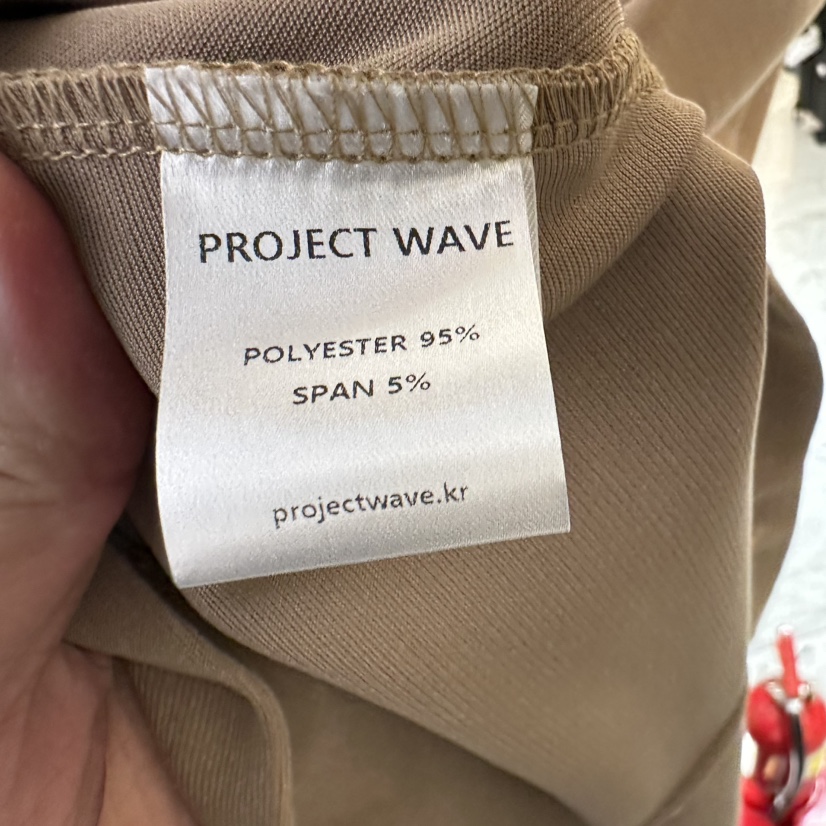 PROJECT WAVE
POLYESTER 95%
SPAN 5%
projectwave.kr